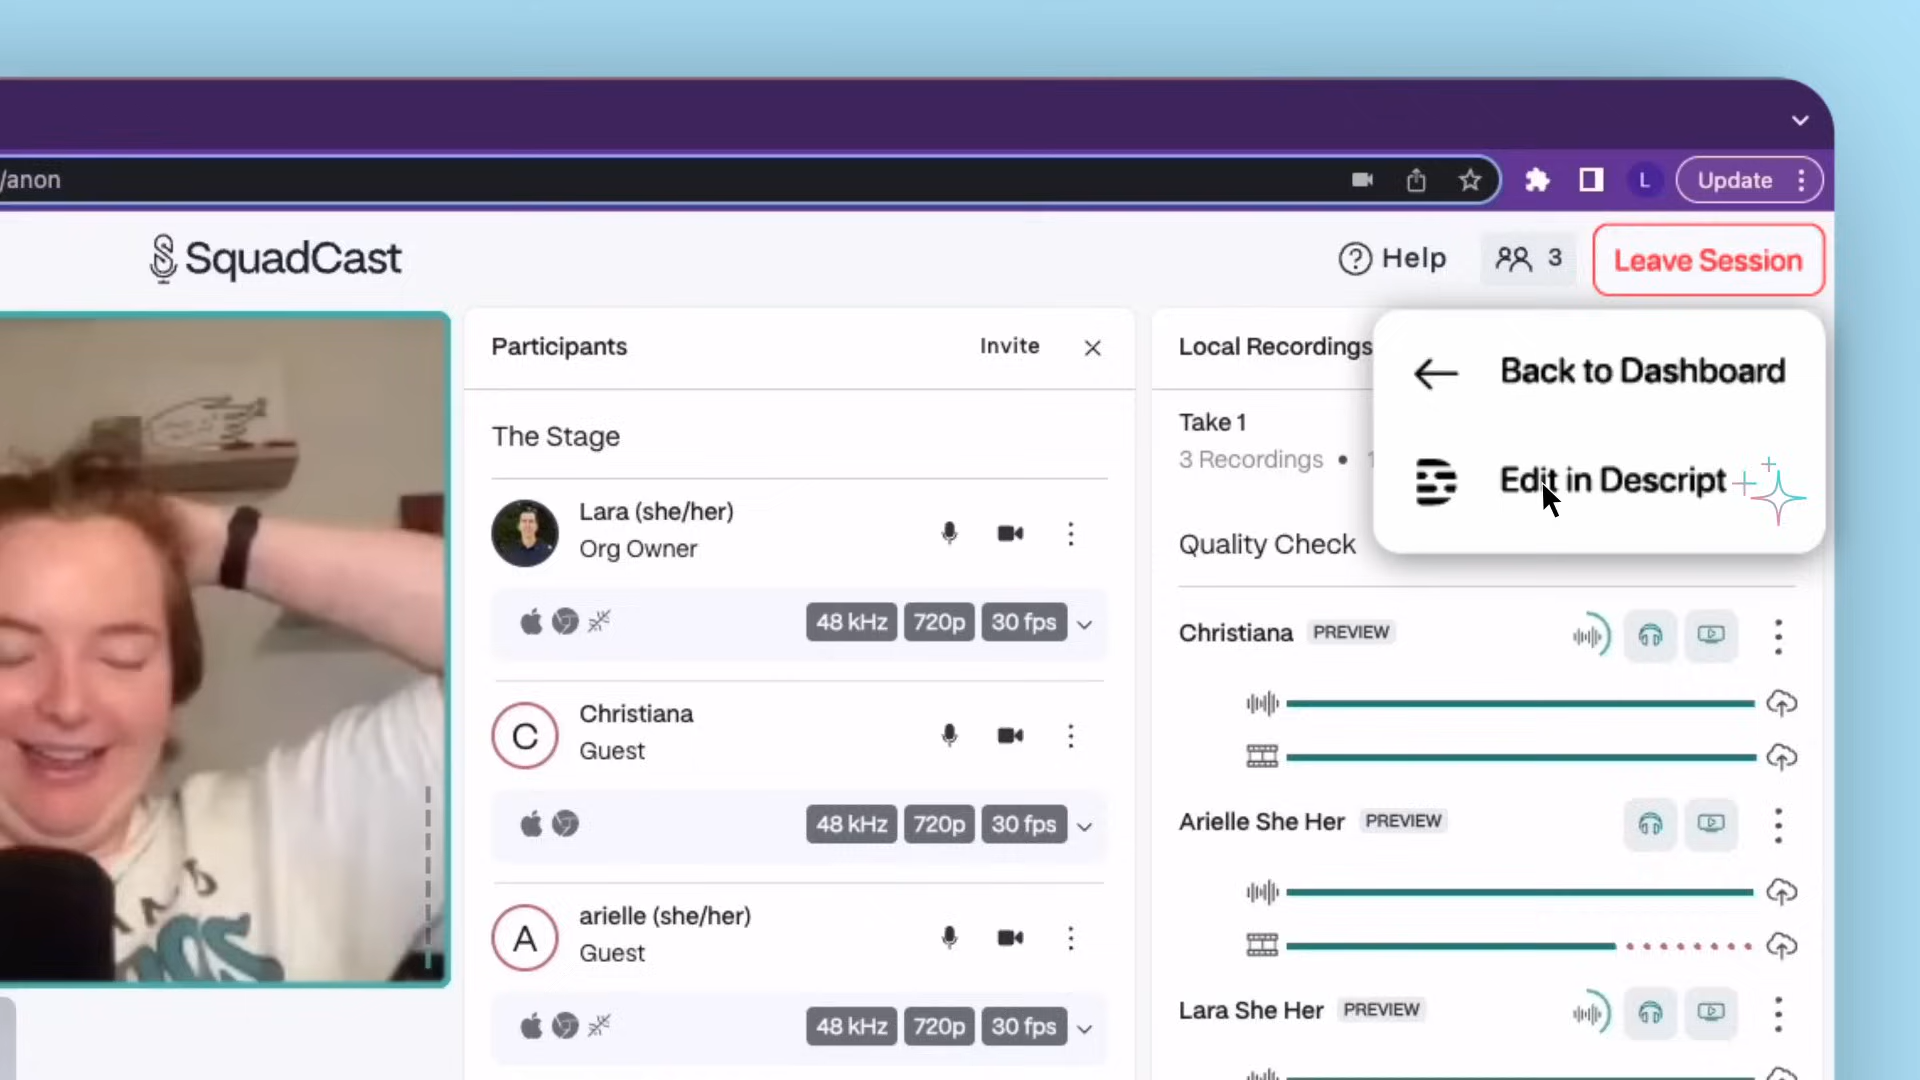 /anon
L
Update
SquadCast
Help
3
Leave Session
Participants
Invite
The Stage
Lara (she/her)
Org Owner
48 kHz 720p 30 fps
C
Christiana
Guest
48 kHz 720p 30 fps
A
arielle (she/her)
Guest
48 kHz 720p 30 fps
Local Recordings
Take 1
3 Recordings •
Back to Dashboard
Edit in Descript
Quality Check
Christiana PREVIEW
Arielle She Her PREVIEW
Lara She Her PREVIEW